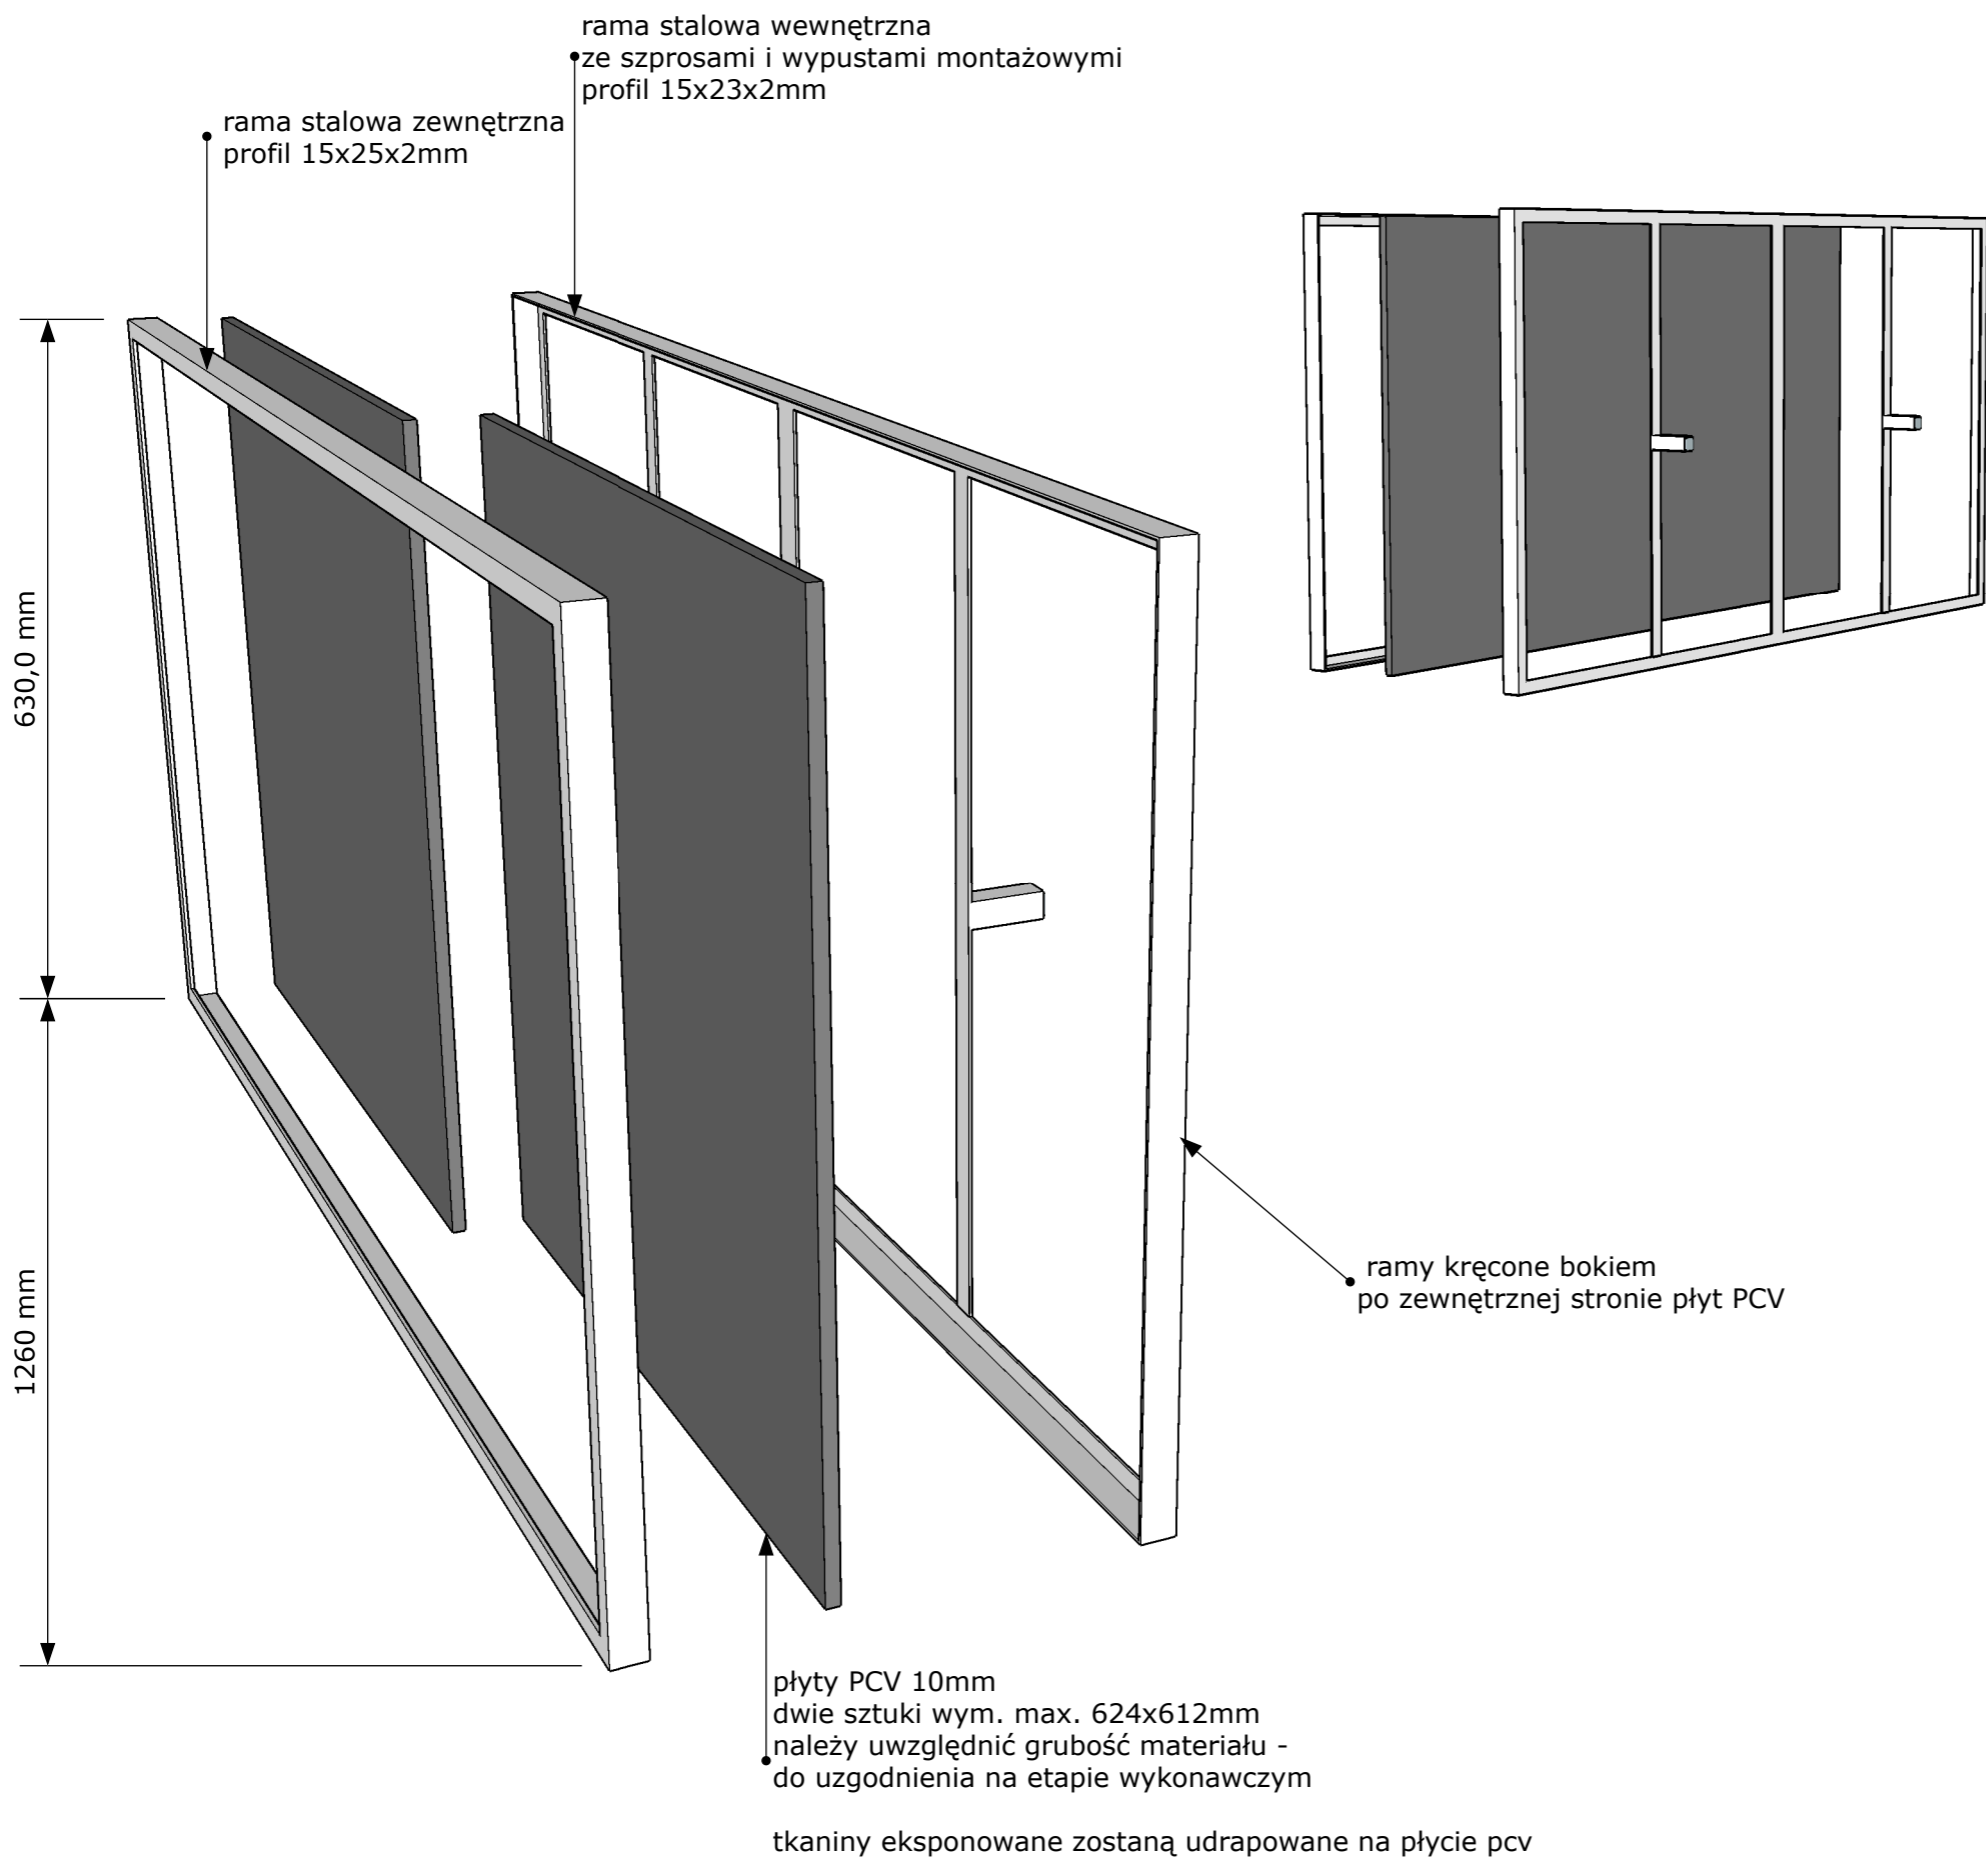 rama stalowa wewnętrzna
ze szprosami i wypustami montażowymi
profil 15x23x2mm
rama stalowa zewnętrzna
profil 15x25x2mm
630,0 mm
1260 mm
ramy kręcone bokiem
po zewnętrznej stronie płyt PCV
płyty PCV 10mm
dwie sztuki wym. max. 624x612mm
należy uwzględnić grubość materiału -
do uzgodnienia na etapie wykonawczym
tkaniny eksponowane zostaną udrapowane na płycie pcv